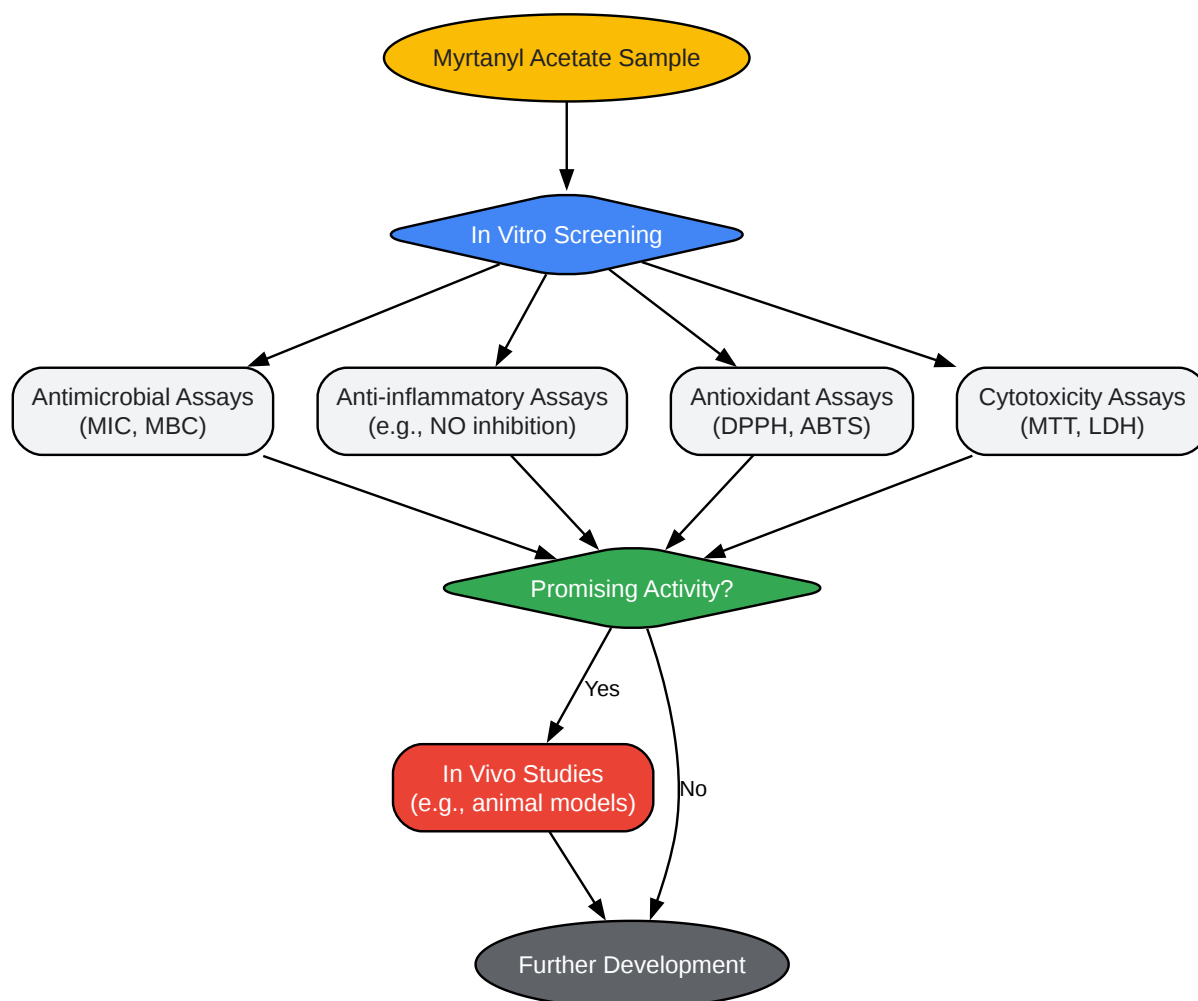 Myrtanyl Acetate Sample
In Vitro Screening
Antimicrobial Assays
(MIC, MBC)
Anti-inflammatory Assays
(e.g., NO inhibition)
Antioxidant Assays
(DPPH, ABTS)
Cytotoxicity Assays
(MTT, LDH)
Promising Activity?
Yes
In Vivo Studies
(e.g., animal models)
No
Further Development